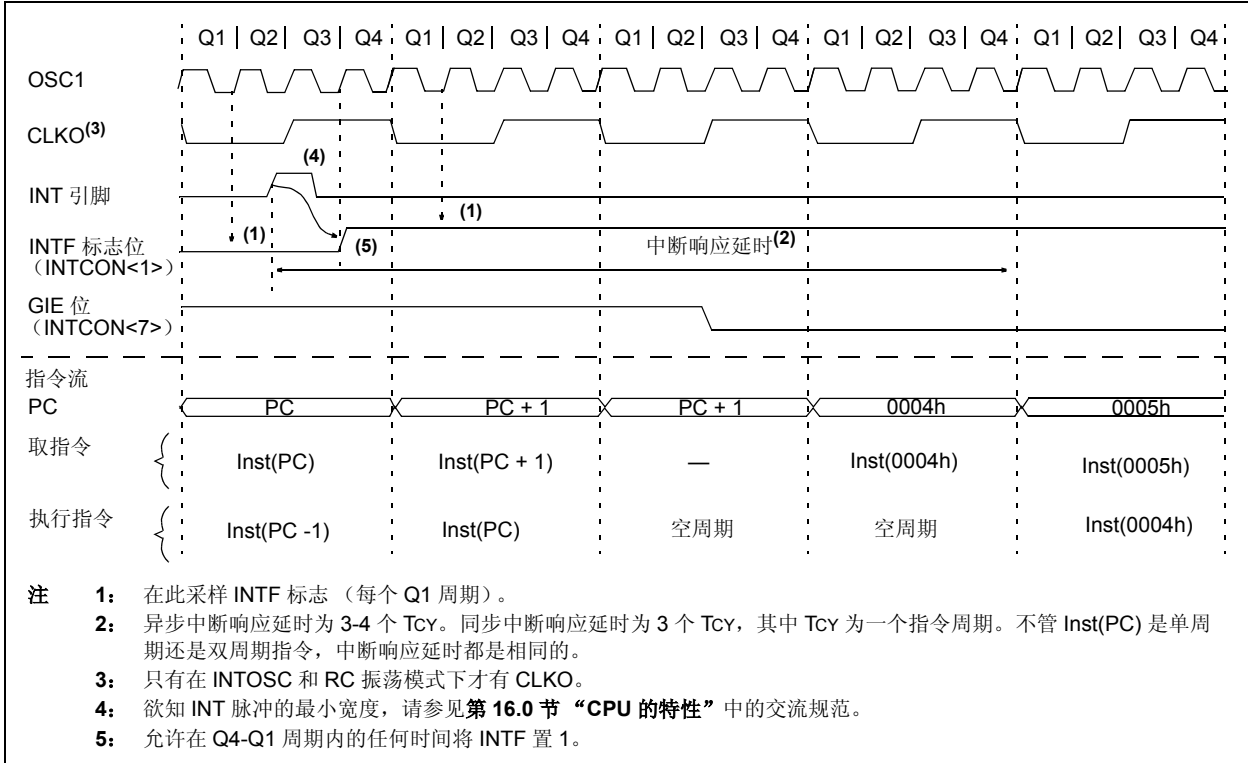 Q1 | Q2 | Q3 | Q4 Q1 | Q2 | Q3 | Q4 Q1 | Q2 | Q3 | Q4 Q1 | Q2 | Q3 | Q4 Q1 | Q2 | Q3 | Q4
OSC1
CLKO(3)
(4)
INT 引脚
(1)
(1)
INTF 标志位
（INTCON<1>）
(5)
中断响应延时(2)
GIE 位
（INTCON<7>）
指令流
PC PC PC + 1 PC + 1 0004h 0005h
取指令 Inst(PC) Inst(PC + 1) — Inst(0004h) Inst(0005h)
执行指令 Inst(PC -1) Inst(PC) 空周期 空周期 Inst(0004h)
注 1： 在此采样 INTF 标志 （每个 Q1 周期）。
2： 异步中断响应延时为 3-4 个 TCY。同步中断响应延时为 3 个 TCY，其中 TCY 为一个指令周期。不管 Inst(PC) 是单周
期还是双周期指令，中断响应延时都是相同的。
3： 只有在 INTOSC 和 RC 振荡模式下才有 CLKO。
4： 欲知 INT 脉冲的最小宽度，请参见第 16.0 节 “CPU 的特性”中的交流规范。
5： 允许在 Q4-Q1 周期内的任何时间将 INTF 置 1。